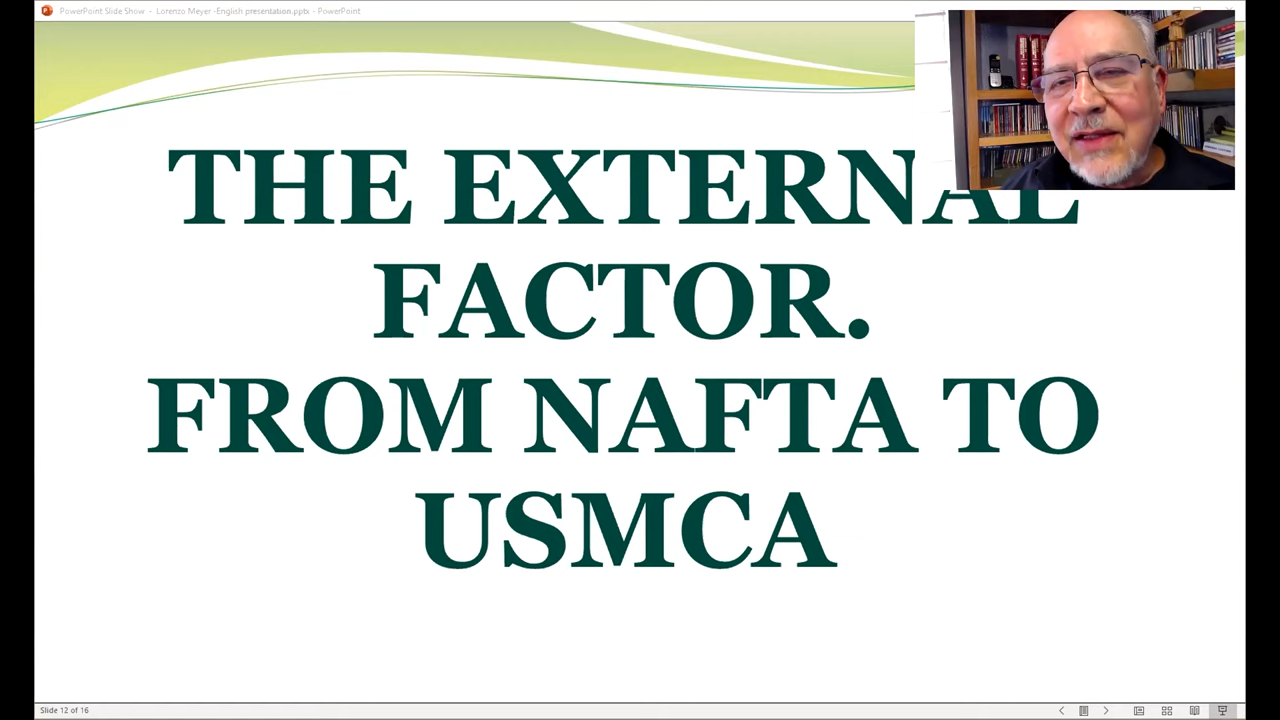 PowerPoint Slide Show - Lorenzo Meyer -English presentation.pptx - PowerPoint
THE EXTERNAL
FACTOR.
FROM NAFTA TO
USMCA
Slide 12 of 16